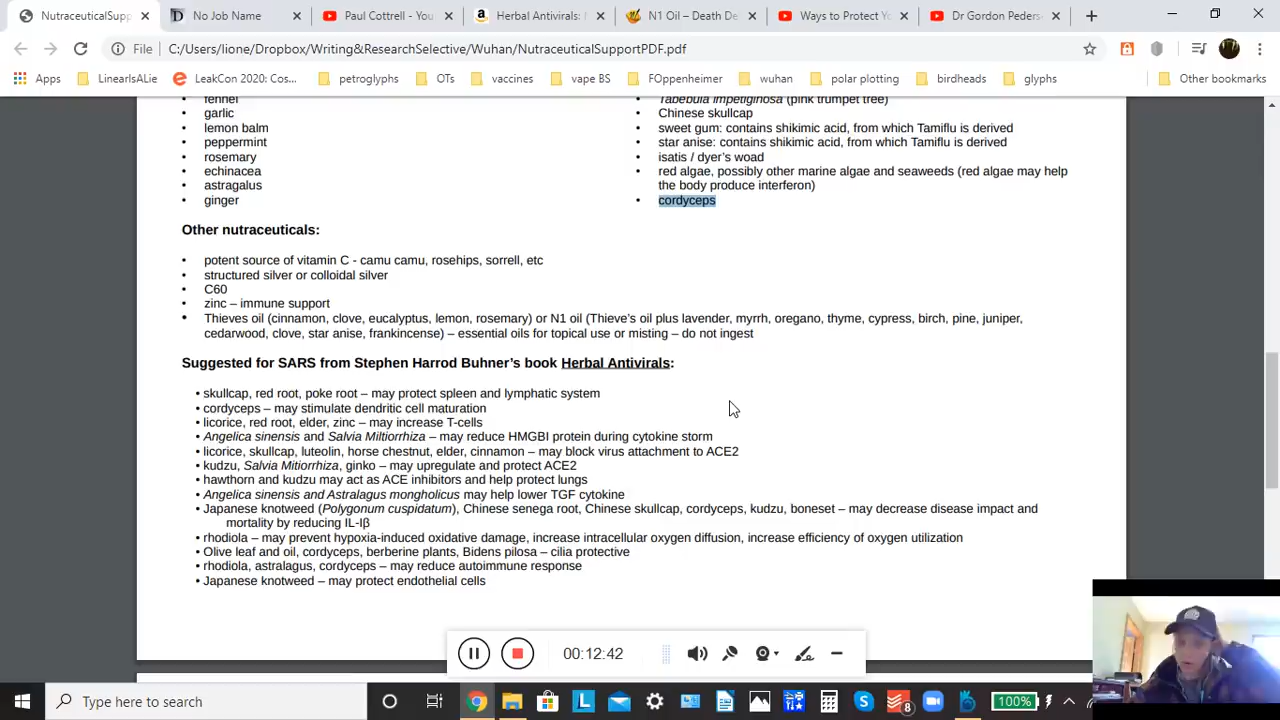 NutraceuticalSupp
No Job Name
Paul Cottrell - You
Herbal Antivirals: N
N1 Oil – Death De
Ways to Protect Yo
Dr Gordon Peders
File
C:/Users/lione/Dropbox/Writing&ResearchSelective/Wuhan/NutraceuticalSupportPDF.pdf
Apps
LinearIsALie
LeakCon 2020: Cos...
petroglyphs
OTs
vaccines
vape BS
FOppenheimer
wuhan
polar plotting
birdheads
glyphs
Other bookmarks
• fennel
• garlic
• lemon balm
• peppermint
• rosemary
• echinacea
• astragalus
• ginger
Tabebula impetiginosa (pink trumpet tree)
• Chinese skullcap
• sweet gum: contains shikimic acid, from which Tamiflu is derived
• star anise: contains shikimic acid, from which Tamiflu is derived
• isatis / dyer's woad
• red algae, possibly other marine algae and seaweeds (red algae may help
the body produce interferon)
• cordyceps
Other nutraceuticals:
• potent source of vitamin C - camu camu, rosehips, sorrell, etc
• structured silver or colloidal silver
• C60
• zinc – immune support
• Thieves oil (cinnamon, clove, eucalyptus, lemon, rosemary) or N1 oil (Thieve's oil plus lavender, myrrh, oregano, thyme, cypress, birch, pine, juniper,
cedarwood, clove, star anise, frankincense) – essential oils for topical use or misting – do not ingest
Suggested for SARS from Stephen Harrod Buhner's book Herbal Antivirals:
• skullcap, red root, poke root – may protect spleen and lymphatic system
• cordyceps – may stimulate dendritic cell maturation
• licorice, red root, elder, zinc – may increase T-cells
• Angelica sinensis and Salvia Miltiorrhiza – may reduce HMGBI protein during cytokine storm
• licorice, skullcap, luteolin, horse chestnut, elder, cinnamon – may block virus attachment to ACE2
• kudzu, Salvia Mitiorrhiza, ginko – may upregulate and protect ACE2
• hawthorn and kudzu may act as ACE inhibitors and help protect lungs
• Angelica sinensis and Astragalus mongholicus may help lower TGF cytokine
• Japanese knotweed (Polygonum cuspidatum), Chinese senega root, Chinese skullcap, cordyceps, kudzu, boneset – may decrease disease impact and
mortality by reducing IL-Iβ
• rhodiola – may prevent hypoxia-induced oxidative damage, increase intracellular oxygen diffusion, increase efficiency of oxygen utilization
• Olive leaf and oil, cordyceps, berberine plants, Bidens pilosa – cilia protective
• rhodiola, astragalus, cordyceps – may reduce autoimmune response
• Japanese knotweed – may protect endothelial cells
00:12:42
Type here to search
8
100%